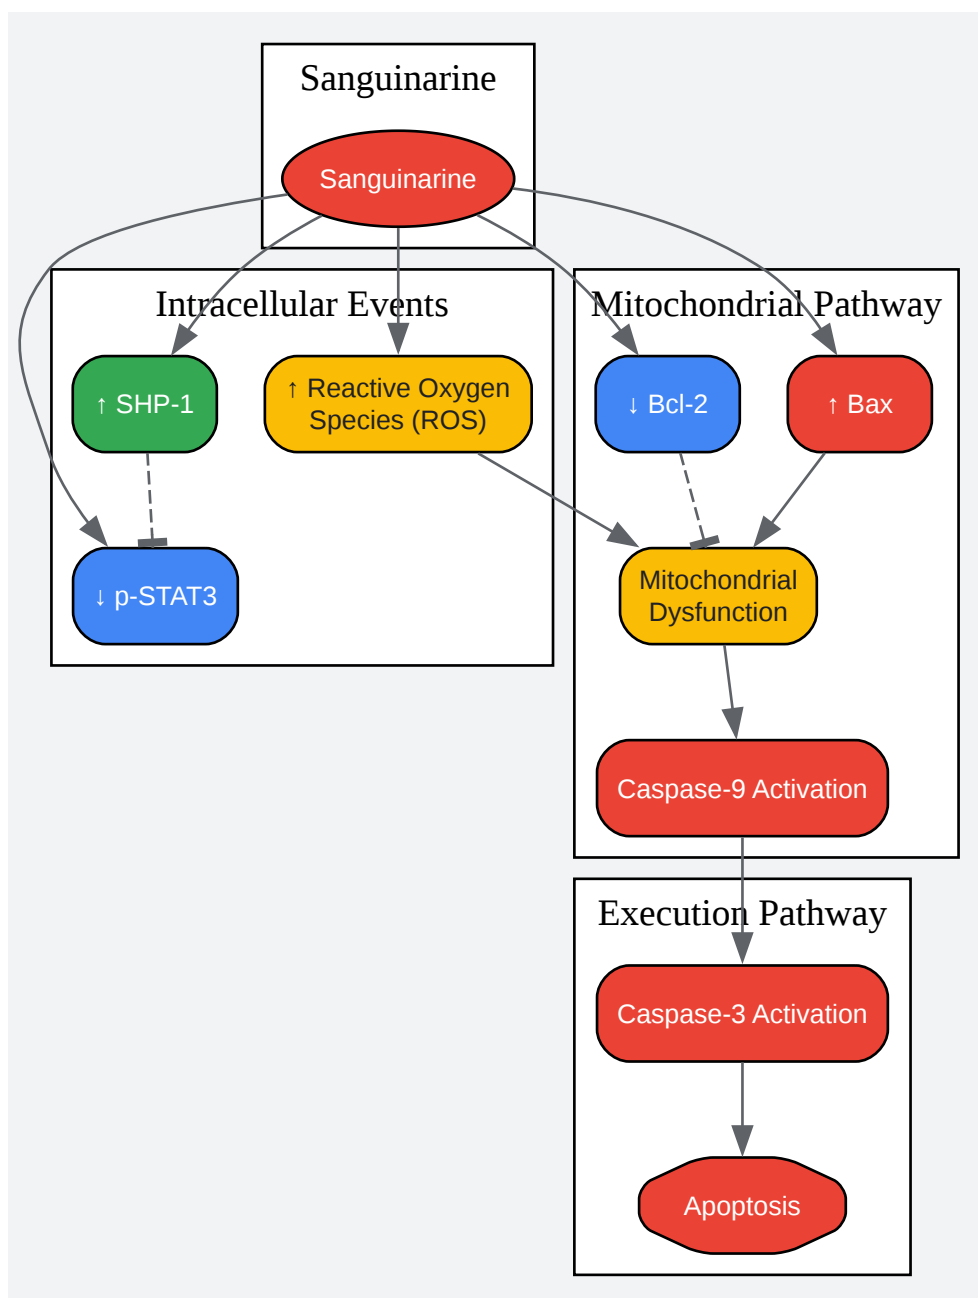 Sanguinarine
Sanguinarine
Intracellular Events
Mitochondrial Pathway
↑ SHP-1
↑ Reactive Oxygen
Species (ROS)
↓ Bcl-2
↑ Bax
↓ p-STAT3
Mitochondrial
Dysfunction
Caspase-9 Activation
Execution Pathway
Caspase-3 Activation
Apoptosis